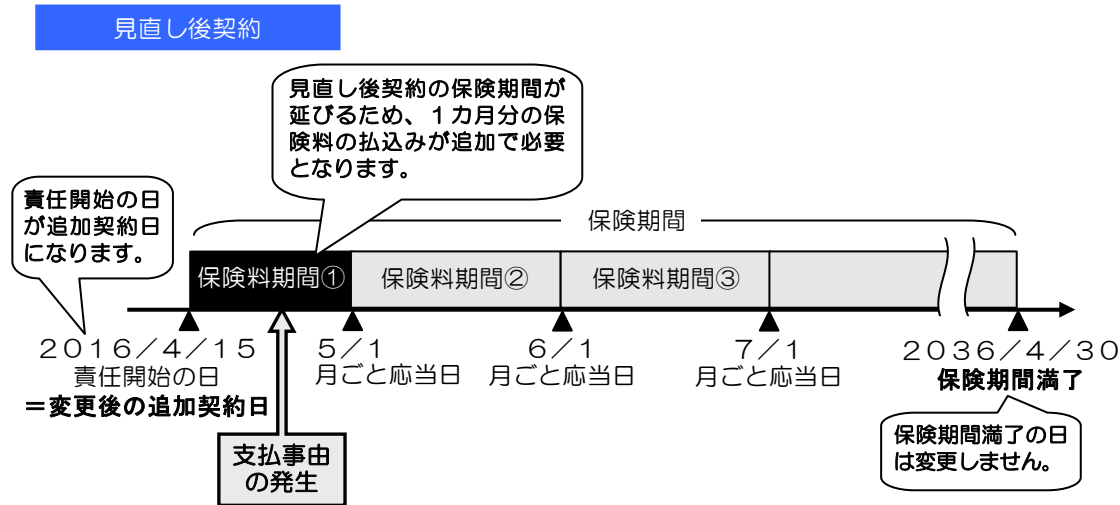 見直し後契約
見直し後契約の保険期間が
延びるため、1カ月分の保
険料の払込みが追加で必要
となります。
責任開始の日
が追加契約日
になります。
保険期間
保険料期間①
保険料期間②
保険料期間③
2016/4/15
責任開始の日
=変更後の追加契約日
5/1
月ごと応当日
6/1
月ごと応当日
7/1
月ごと応当日
2036/4/30
保険期間満了
支払事由
の発生
保険期間満了の日
は変更しません。